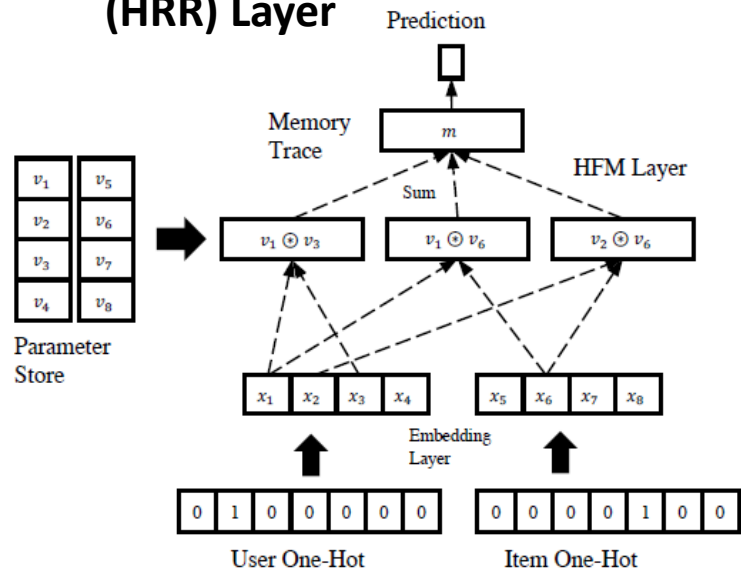 (HRR) Layer
Prediction
Memory
Trace
m
HFM Layer
Sum
v₁ v₅
v₂ v₆
v₃ v₇
v₄ v₈
v₁ ⊛ v₃
v₁ ⊛ v₆
v₂ ⊛ v₆
Parameter
Store
x₁ x₂ x₃ x₄
x₅ x₆ x₇ x₈
Embedding
Layer
0 1 0 0 0 0 0
0 0 0 0 1 0 0
User One-Hot
Item One-Hot